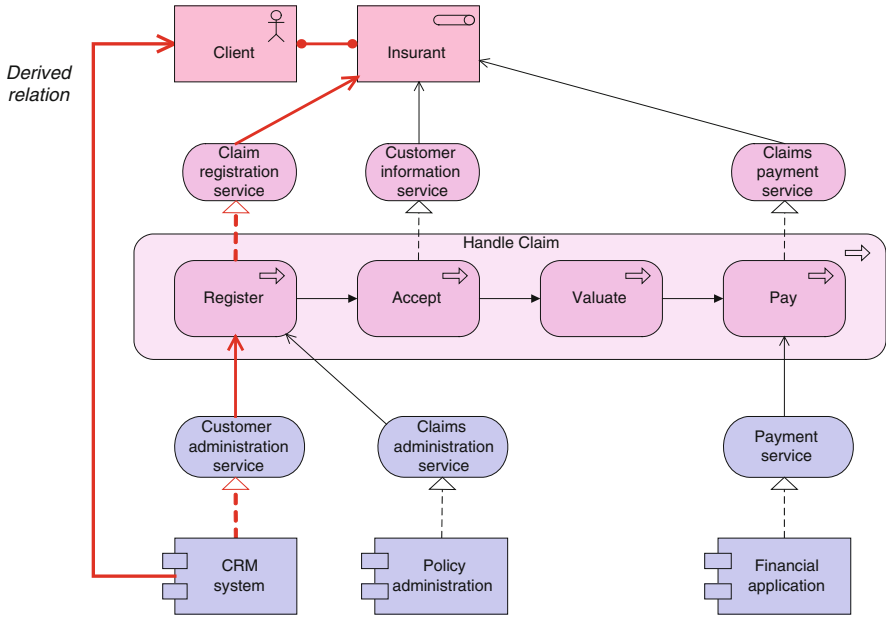 Client
Insurant
Derived
relation
Claim
registration
service
Customer
information
service
Claims
payment
service
Handle Claim
Register
Accept
Valuate
Pay
Customer
administration
service
Claims
administration
service
Payment
service
CRM
system
Policy
administration
Financial
application